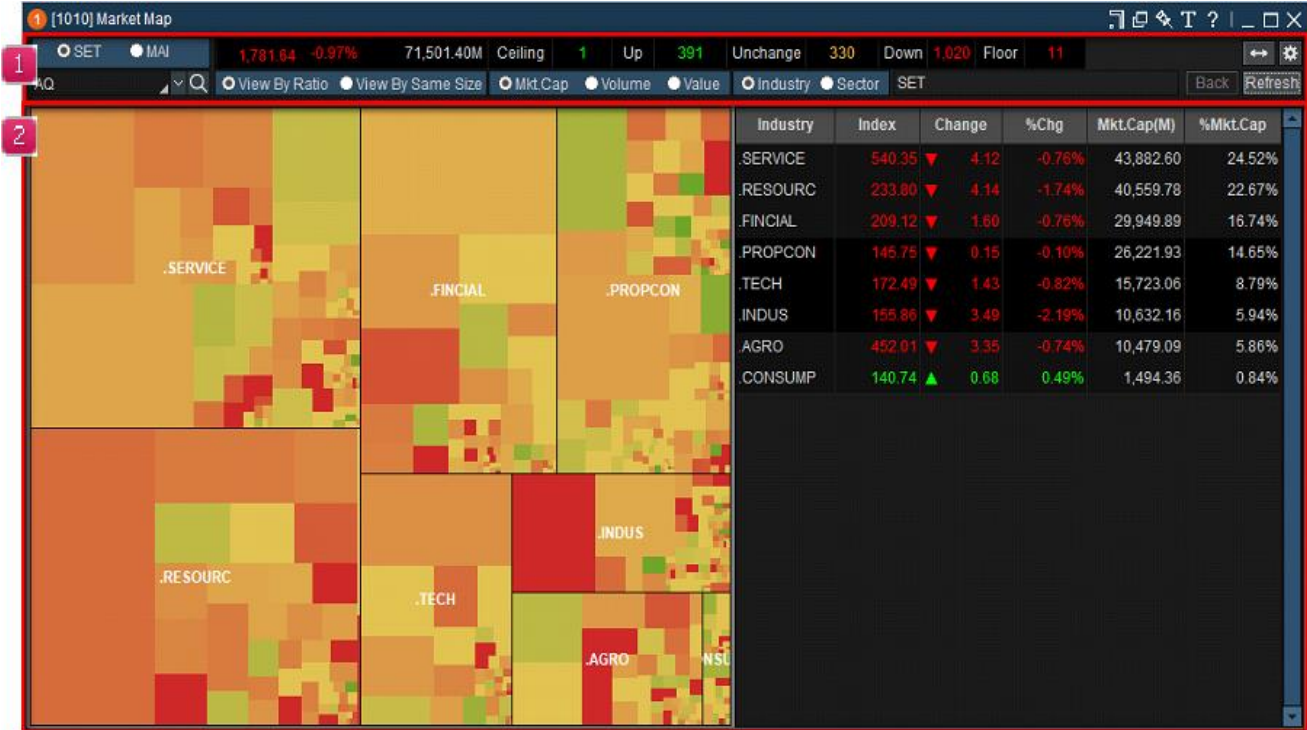 1 [1010] Market Map T ?
1
SET MAI 1,781.64 -0.97% 71,501.40M Ceiling 1 Up 391 Unchange 330 Down 1,020 Floor 11
AQ View By Ratio View By Same Size Mkt.Cap Volume Value Industry Sector SET Back Refresh
2
.SERVICE
.FINCIAL
.PROPCON
.RESOURC
.TECH
.INDUS
.AGRO
NSU
Industry Index Change %Chg Mkt.Cap(M) %Mkt.Cap
.SERVICE 540.35 ▼ 4.12 -0.76% 43,882.60 24.52%
.RESOURC 233.80 ▼ 4.14 -1.74% 40,559.78 22.67%
.FINCIAL 209.12 ▼ 1.60 -0.76% 29,949.89 16.74%
.PROPCON 145.75 ▼ 0.15 -0.10% 26,221.93 14.65%
.TECH 172.49 ▼ 1.43 -0.82% 15,723.06 8.79%
.INDUS 155.86 ▼ 3.49 -2.19% 10,632.16 5.94%
.AGRO 452.01 ▼ 3.35 -0.74% 10,479.09 5.86%
.CONSUMP 140.74 ▲ 0.68 0.49% 1,494.36 0.84%